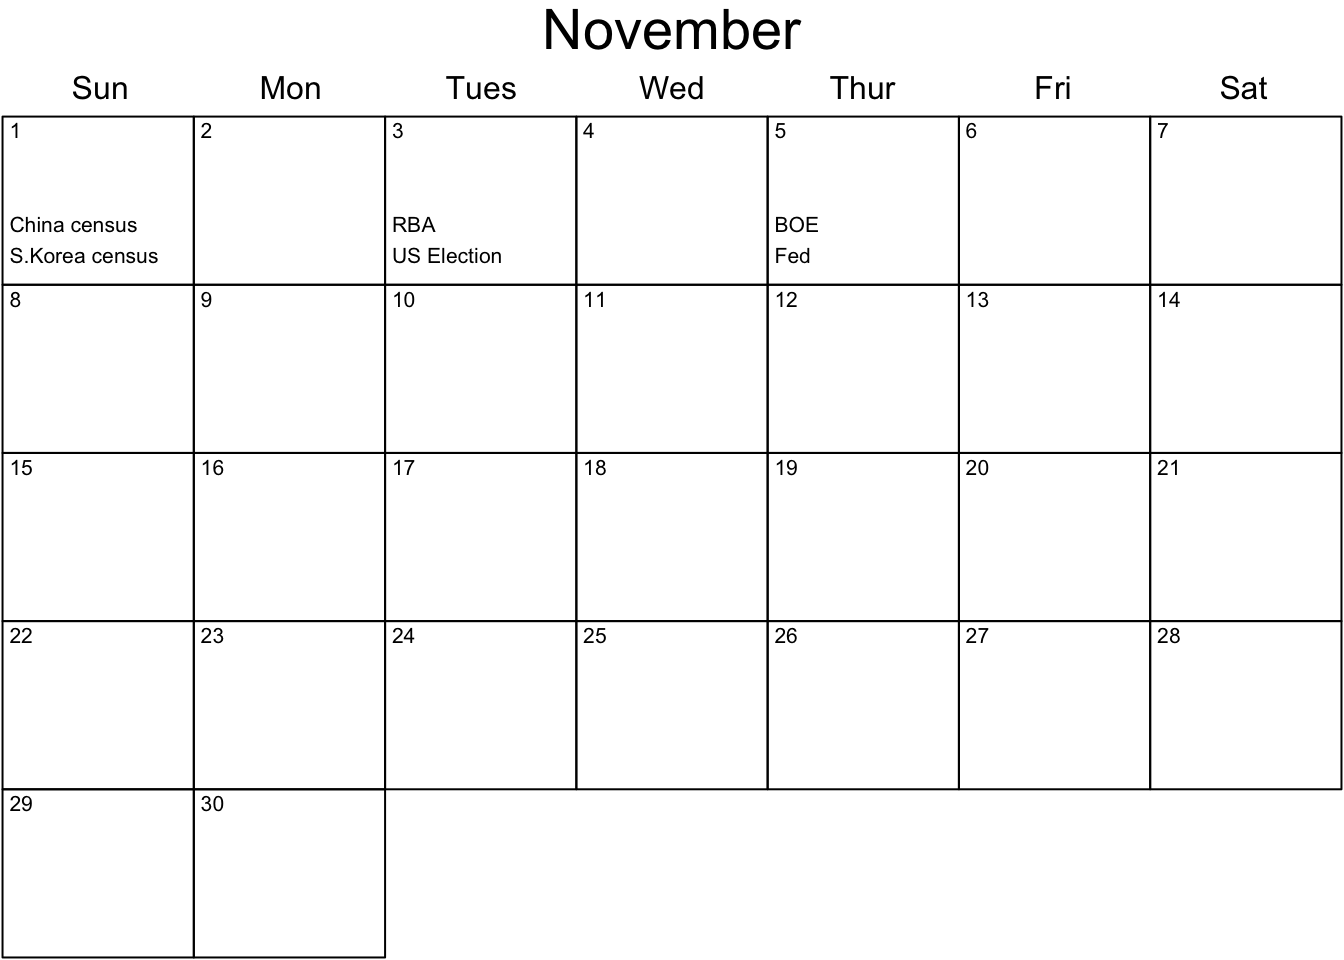 November
Sun Mon Tues Wed Thur Fri Sat
1 2 3 4 5 6 7
China census RBA BOE
S.Korea census US Election Fed
8 9 10 11 12 13 14
15 16 17 18 19 20 21
22 23 24 25 26 27 28
29 30